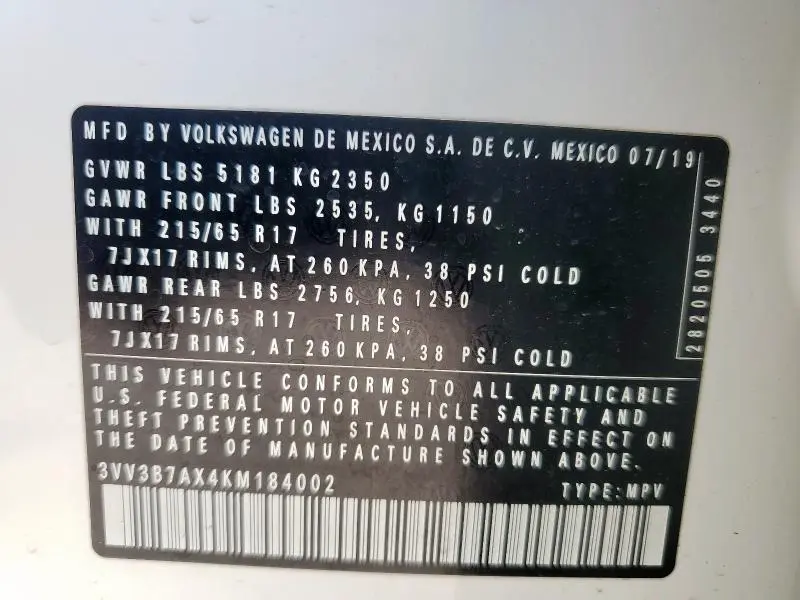 MFD BY VOLKSWAGEN DE MEXICO S.A. DE C.V. MEXICO 07/19
GVWR LBS 5181 KG 2350
GAWR FRONT LBS 2535, KG 1150
WITH 215/65 R17 TIRES,
7JX17 RIMS, AT 260 KPA, 38 PSI COLD
GAWR REAR LBS 2756, KG 1250
WITH 215/65 R17 TIRES,
7JX17 RIMS, AT 260 KPA, 38 PSI COLD
2820505 3440
THIS VEHICLE CONFORMS TO ALL APPLICABLE
U.S. FEDERAL MOTOR VEHICLE SAFETY AND
THEFT PREVENTION STANDARDS IN EFFECT ON
THE DATE OF MANUFACTURE SHOWN ABOVE.
3VV3B7AX4KM184002 TYPE: MPV